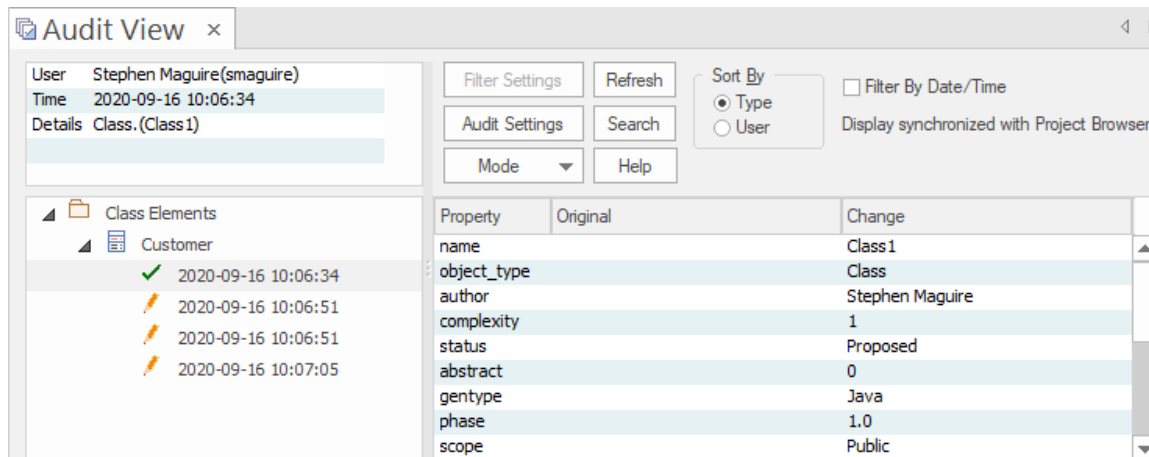 Audit View ×
User Stephen Maguire(smaguire)
Time 2020-09-16 10:06:34
Details Class.(Class1)
Filter Settings Refresh
Audit Settings Search
Mode Help
Sort By
Type
User
Filter By Date/Time
Display synchronized with Project Browser
Class Elements
Customer
2020-09-16 10:06:34
2020-09-16 10:06:51
2020-09-16 10:06:51
2020-09-16 10:07:05
Property Original Change
name Class1
object_type Class
author Stephen Maguire
complexity 1
status Proposed
abstract 0
gentype Java
phase 1.0
scope Public